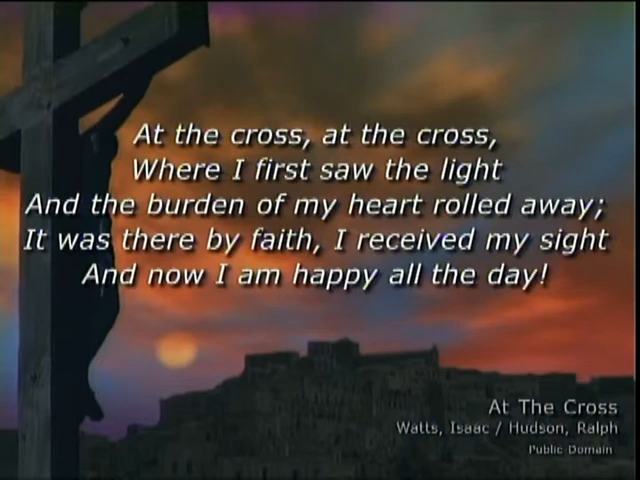 At the cross, at the cross,
Where I first saw the light
And the burden of my heart rolled away;
It was there by faith, I received my sight
And now I am happy all the day!
At The Cross
Watts, Isaac / Hudson, Ralph
Public Domain